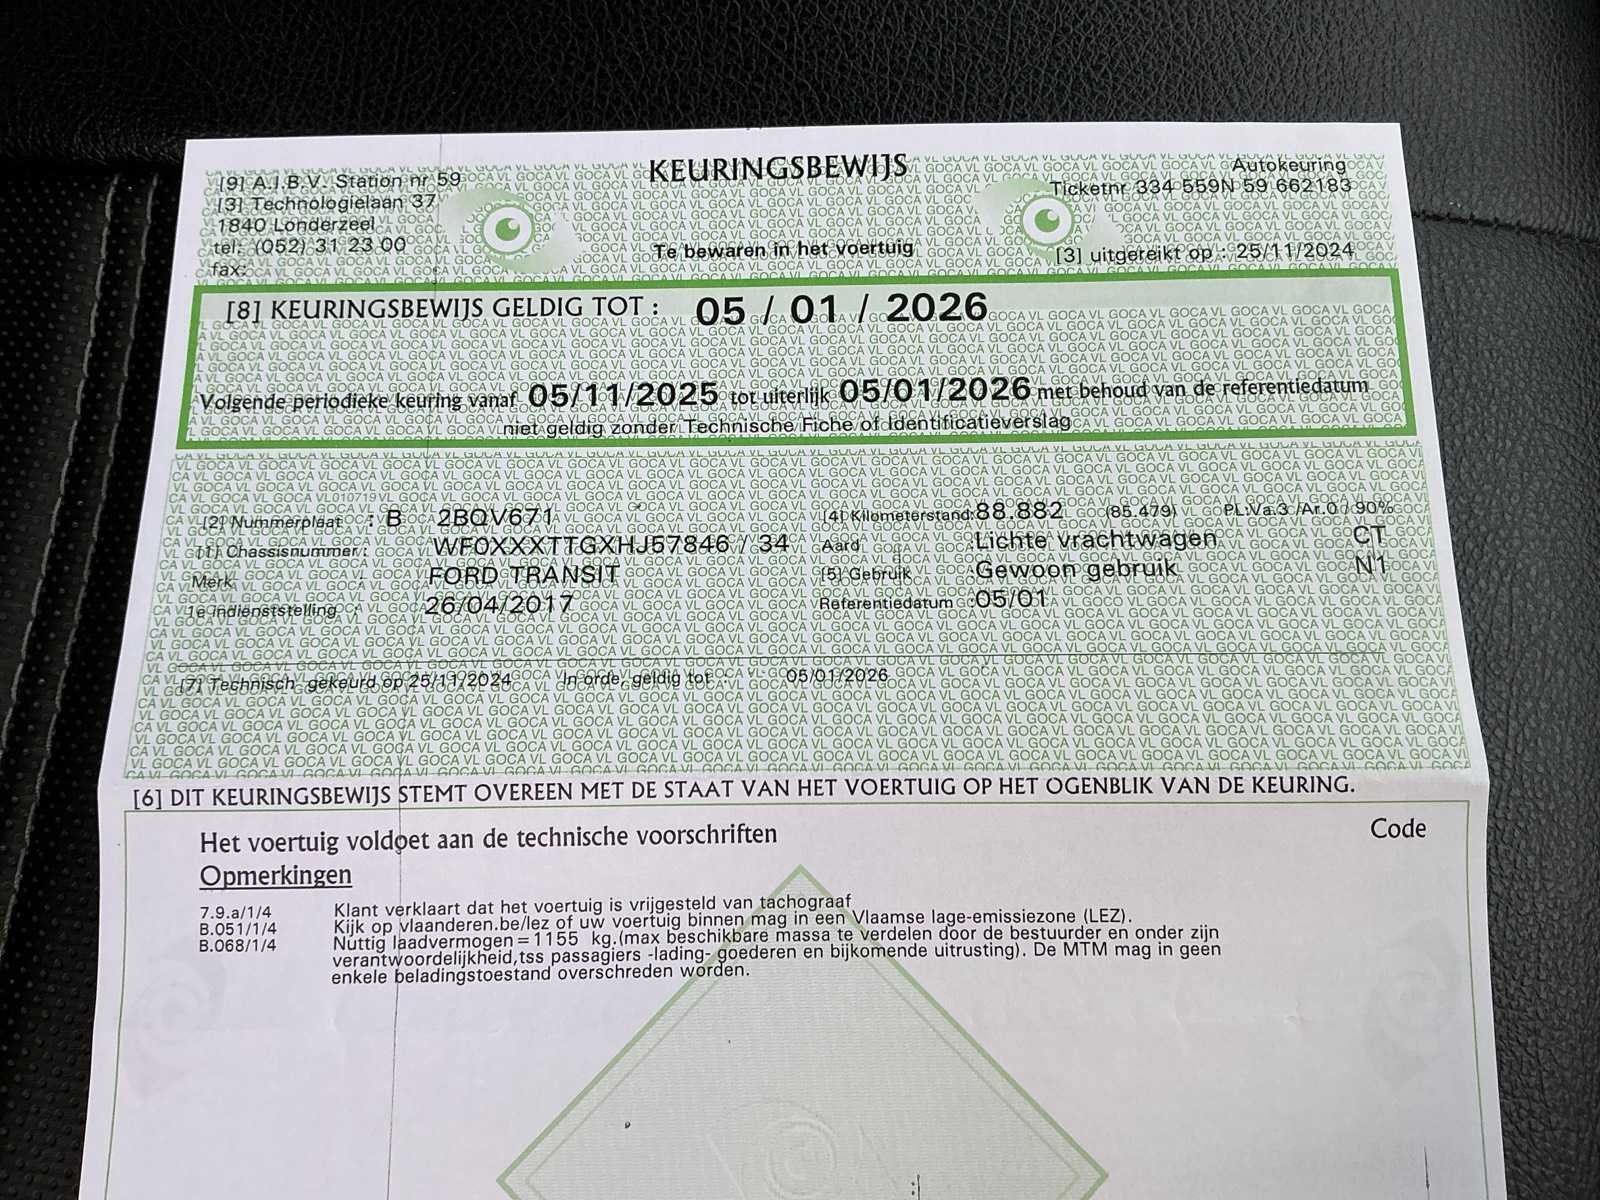 KEURINGSBEWIJS
Te bewaren in het voertuig
[9] A.I.B.V. Station nr 59
[3] Technologielaan 37
1840 Londerzeel
tel: (052) 31 23 00
fax:
Autokeuring
Ticketnr 334 559N 59 662183
[3] uitgereikt op : 25/11/2024
[8] KEURINGSBEWIJS GELDIG TOT : 05 / 01 / 2026
Volgende periodieke keuring vanaf 05/11/2025 tot uiterlijk 05/01/2026 met behoud van de referentiedatum
niet geldig zonder Technische Fiche of Identificatieverslag
[2] Nummerplaat : B 2BQV671
[1] Chassisnummer : WF0XXXTTGXHJ57846 / 34
Merk FORD TRANSIT
1e indienststelling : 26/04/2017
[4] Kilometerstand: 88.882 (85.479) PL:Va.3 /Ar.0 / 90%
Aard : Lichte vrachtwagen CT
[5] Gebruik : Gewoon gebruik N1
Referentiedatum : 05/01
[7] Technisch gekeurd op 25/11/2024 In orde, geldig tot : 05/01/2026
[6] DIT KEURINGSBEWIJS STEMT OVEREEN MET DE STAAT VAN HET VOERTUIG OP HET OGENBLIK VAN DE KEURING.
Het voertuig voldoet aan de technische voorschriften Code
Opmerkingen
7.9.a/1/4 Klant verklaart dat het voertuig is vrijgesteld van tachograaf
B.051/1/4 Kijk op vlaanderen.be/lez of uw voertuig binnen mag in een Vlaamse lage-emissiezone (LEZ).
B.068/1/4 Nuttig laadvermogen = 1155 kg.(max beschikbare massa te verdelen door de bestuurder en onder zijn
verantwoordelijkheid,tss passagiers -lading- goederen en bijkomende uitrusting). De MTM mag in geen
enkele beladingstoestand overschreden worden.